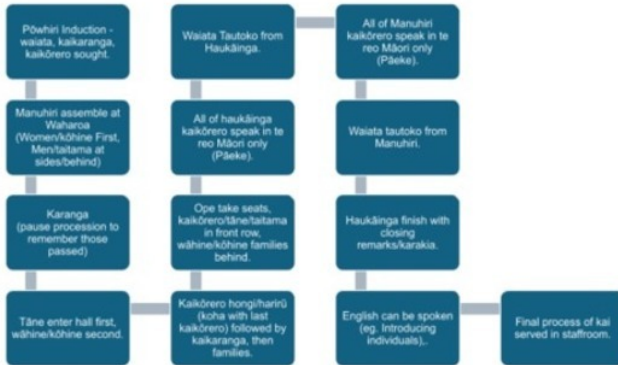 Pōwhiri Induction -
waiata, kaikaranga,
kaikōrero sought.
Manuhiri assemble at
Waharoa
(Women/kōhine First,
Men/taitama at
sides/behind)
Karanga
(pause procession to
remember those
passed)
Tāne enter hall first,
wāhine/kōhine second.
Kaikōrero hongi/harirū
(koha with last
kaikōrero) followed by
kaikaranga, then
families.
Ope take seats,
kaikōrero/tāne/taitama
in front row,
wāhine/kōhine families
behind.
All of haukāinga
kaikōrero speak in te
reo Māori only
(Pāeke).
Waiata Tautoko from
Haukāinga.
All of Manuhiri
kaikōrero speak in te
reo Māori only
(Pāeke).
Waiata tautoko from
Manuhiri.
Haukāinga finish with
closing
remarks/karakia.
English can be spoken
(eg. Introducing
individuals),.
Final process of kai
served in staffroom.